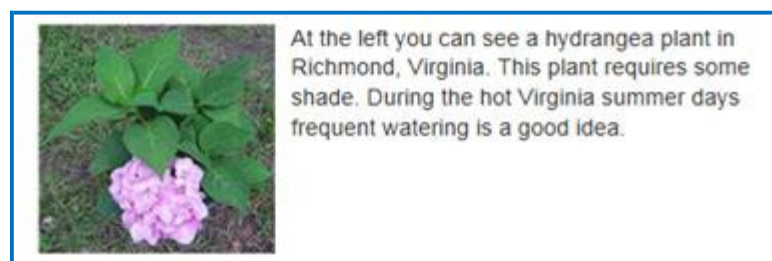 At the left you can see a hydrangea plant in
Richmond, Virginia. This plant requires some
shade. During the hot Virginia summer days
frequent watering is a good idea.